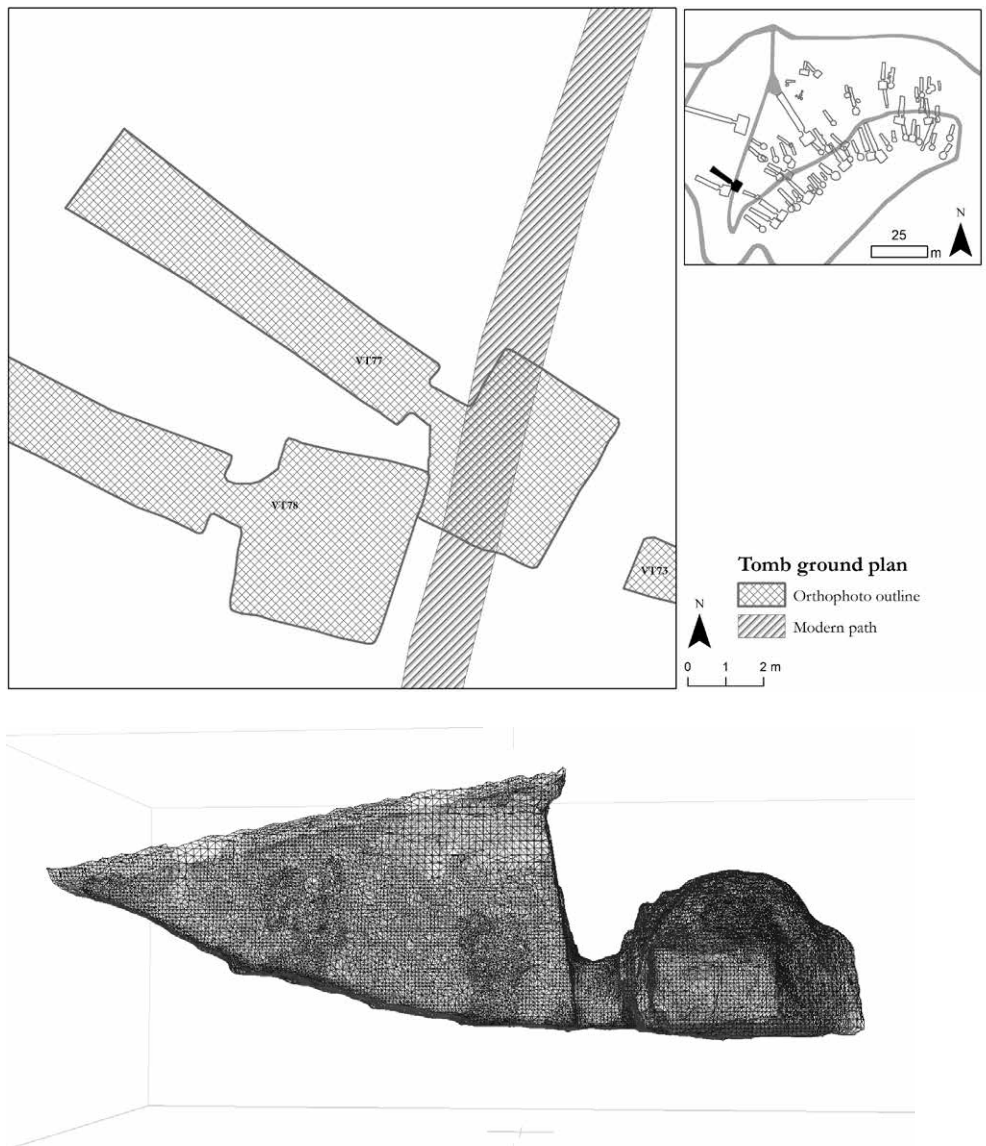 N
25
m
VT77
VT78
VT73
Tomb ground plan
Orthophoto outline
Modern path
N
0 1 2 m